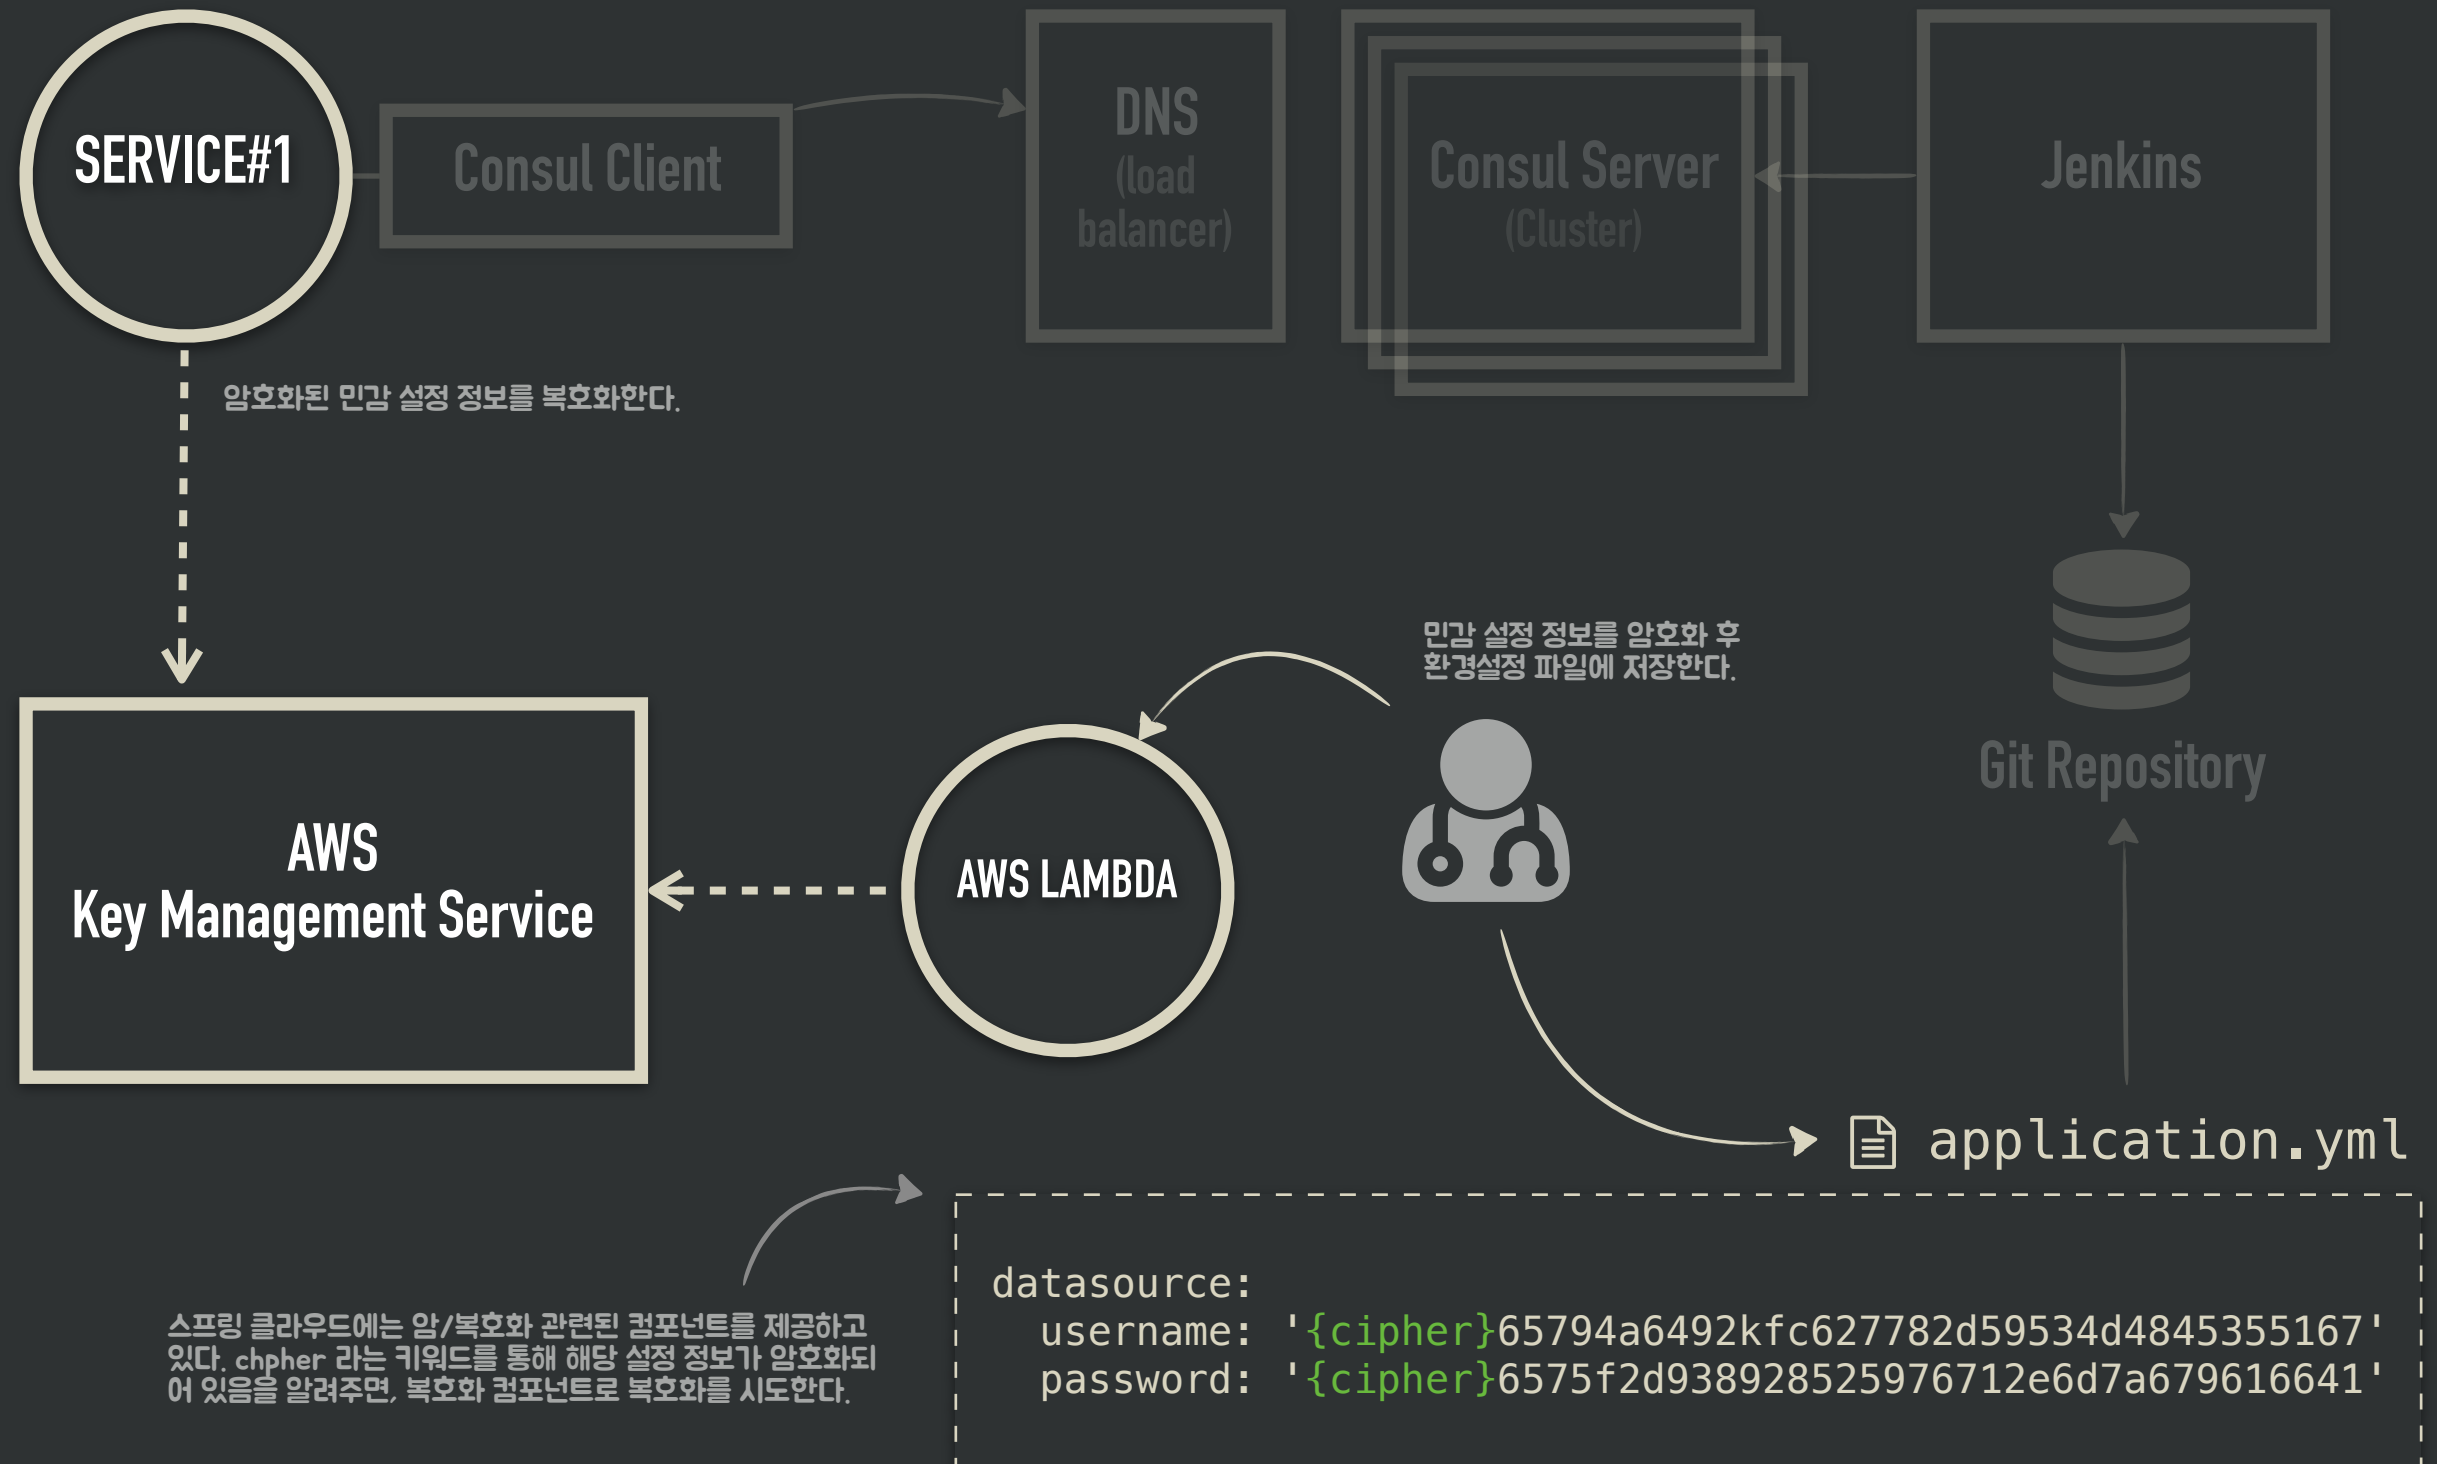 SERVICE#1
Consul Client
DNS
(load
balancer)
Consul Server
(Cluster)
Jenkins
암호화된 민감 설정 정보를 복호화한다.
민감 설정 정보를 암호화 후
환경설정 파일에 저장한다.
Git Repository
AWS
Key Management Service
AWS LAMBDA
application.yml
스프링 클라우드에는 암/복호화 관련된 컴포넌트를 제공하고
있다. chpher 라는 키워드를 통해 해당 설정 정보가 암호화되
어 있음을 알려주면, 복호화 컴포넌트로 복호화를 시도한다.
datasource:
username: '{cipher}65794a6492kfc627782d59534d4845355167'
password: '{cipher}6575f2d938928525976712e6d7a679616641'